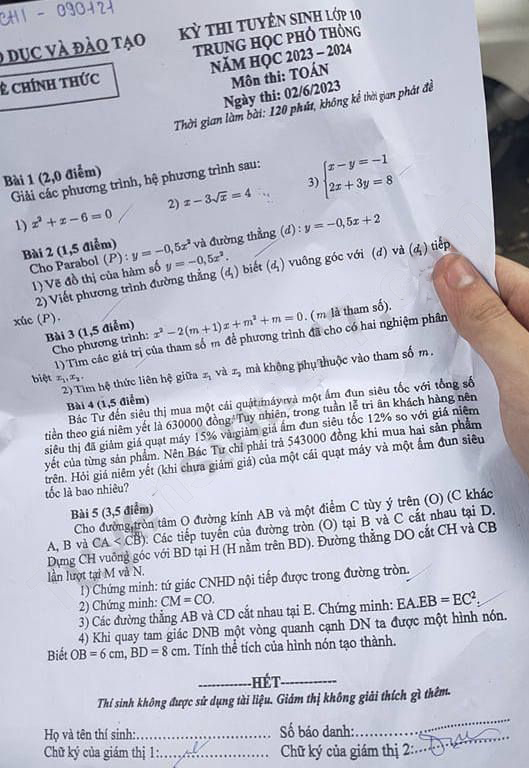 CH1 - 090121
DỤC VÀ ĐÀO TẠO
CHÍNH THỨC
KỲ THI TUYỂN SINH LỚP 10
TRUNG HỌC PHỔ THÔNG
NĂM HỌC 2023 – 2024
Môn thi: TOÁN
Ngày thi: 02/6/2023
Thời gian làm bài: 120 phút, không kể thời gian phát đề
Bài 1 (2,0 điểm)
Giải các phương trình, hệ phương trình sau:
1) x² + x − 6 = 0
2) x − 3√x = 4
3) { x − y = −1
2x + 3y = 8
Bài 2 (1,5 điểm)
Cho Parabol (P): y = −0,5x² và đường thẳng (d): y = −0,5x + 2
1) Vẽ đồ thị của hàm số y = −0,5x².
2) Viết phương trình đường thẳng (d₁) biết (d₁) vuông góc với (d) và (d₁) tiếp
xúc (P).
Bài 3 (1,5 điểm)
Cho phương trình: x² − 2(m + 1)x + m² + m = 0. (m là tham số).
1) Tìm các giá trị của tham số m để phương trình đã cho có hai nghiệm phân
biệt x₁, x₂.
2) Tìm hệ thức liên hệ giữa x₁ và x₂ mà không phụ thuộc vào tham số m.
Bài 4 (1,5 điểm)
Bác Tư đến siêu thị mua một cái quạt máy và một ấm đun siêu tốc với tổng số
tiền theo giá niêm yết là 630000 đồng. Tuy nhiên, trong tuần lễ tri ân khách hàng nên
siêu thị đã giảm giá quạt máy 15% và giảm giá ấm đun siêu tốc 12% so với giá niêm
yết của từng sản phẩm. Nên Bác Tư chỉ phải trả 543000 đồng khi mua hai sản phẩm
trên. Hỏi giá niêm yết (khi chưa giảm giá) của một cái quạt máy và một ấm đun siêu
tốc là bao nhiêu?
Bài 5 (3,5 điểm)
Cho đường tròn tâm O đường kính AB và một điểm C tùy ý trên (O) (C khác
A, B và CA < CB). Các tiếp tuyến của đường tròn (O) tại B và C cắt nhau tại D.
Dựng CH vuông góc với BD tại H (H nằm trên BD). Đường thẳng DO cắt CH và CB
lần lượt tại M và N.
1) Chứng minh: tứ giác CNHD nội tiếp được trong đường tròn.
2) Chứng minh: CM = CO.
3) Các đường thẳng AB và CD cắt nhau tại E. Chứng minh: EA.EB = EC².
4) Khi quay tam giác DNB một vòng quanh cạnh DN ta được một hình nón.
Biết OB = 6 cm, BD = 8 cm. Tính thể tích của hình nón tạo thành.
------------HẾT------------
Thí sinh không được sử dụng tài liệu. Giám thị không giải thích gì thêm.
Họ và tên thí sinh:........................... Số báo danh:...........................
Chữ ký của giám thị 1:...................... Chữ ký của giám thị 2:......................